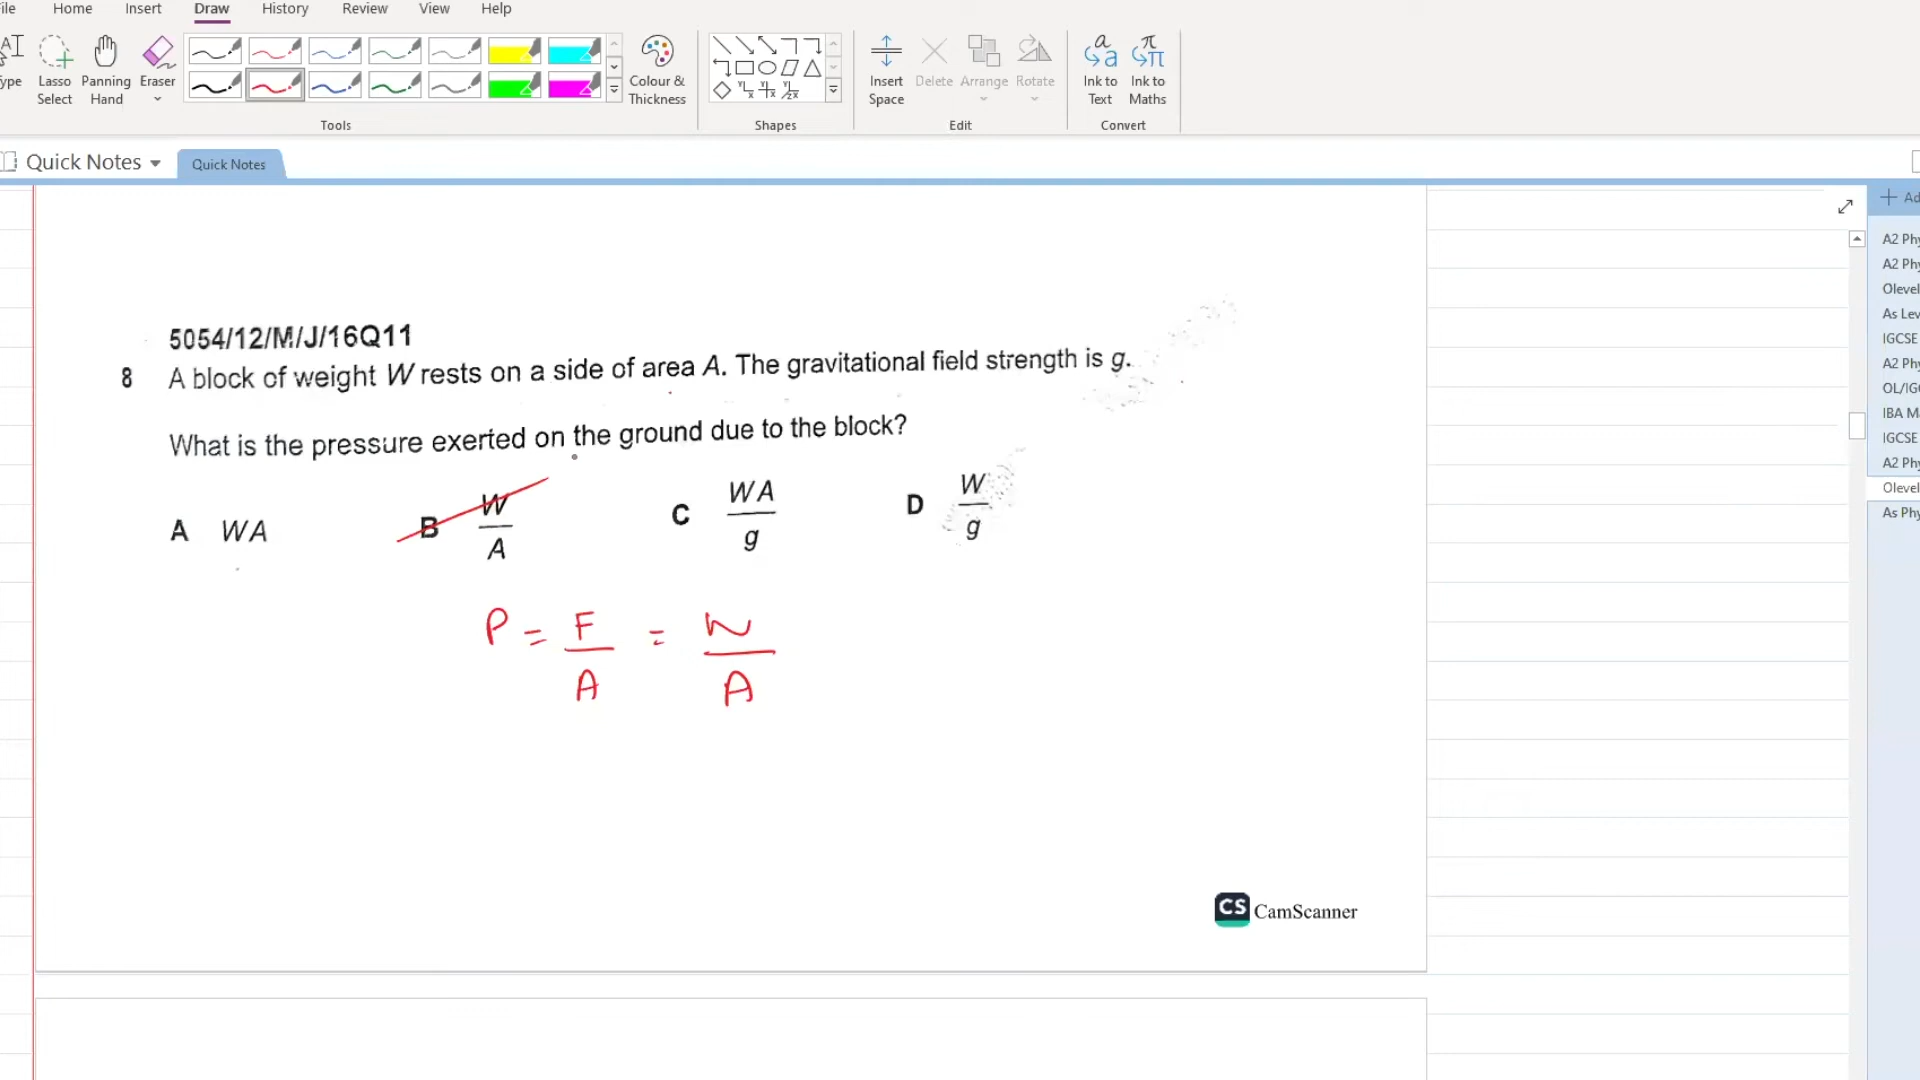 File Home Insert Draw History Review View Help
Type Lasso Select Panning Hand Eraser Colour & Thickness Insert Space Delete Arrange Rotate Ink to Text Ink to Maths
Tools Shapes Edit Convert
Quick Notes Quick Notes
5054/12/M/J/16Q11
8 A block of weight W rests on a side of area A. The gravitational field strength is g.
What is the pressure exerted on the ground due to the block?
A WA B W/A C WA/g D W/g
P = F/A = W/A
CS CamScanner
Ad
A2 Phy
A2 Phy
Olevel
As Lev
IGCSE
A2 Phy
OL/IG
IBA M
IGCSE
A2 Phy
Olevel
As Phy